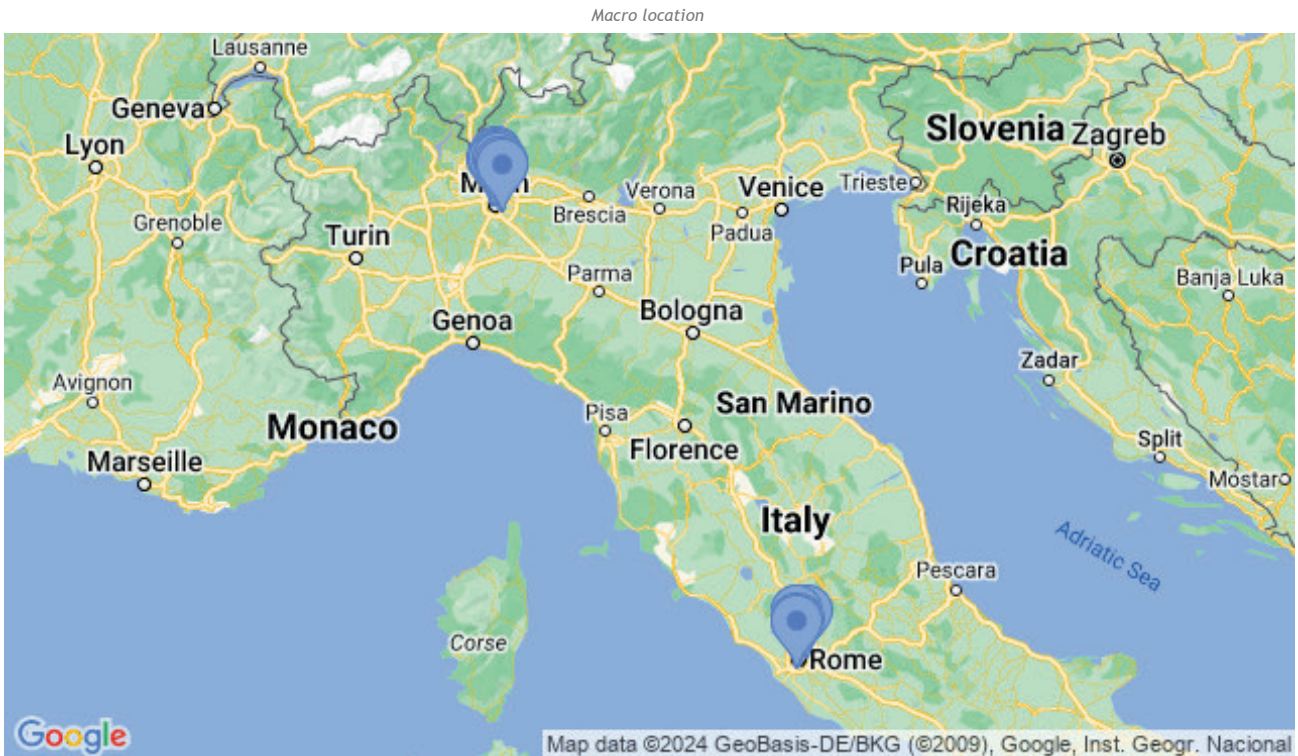 Macro location
Lausanne
Geneva
Lyon
Slovenia
Zagreb
Verona
Venice
Trieste
Brescia
Rijeka
Grenoble
Turin
Padua
Croatia
Pula
Parma
Banja Luka
Genoa
Bologna
Zadar
Avignon
Pisa
San Marino
Monaco
Florence
Split
Marseille
Mostar
Italy
Adriatic Sea
Pescara
Corse
Rome
Google
Map data ©2024 GeoBasis-DE/BKG (©2009), Google, Inst. Geogr. Nacional